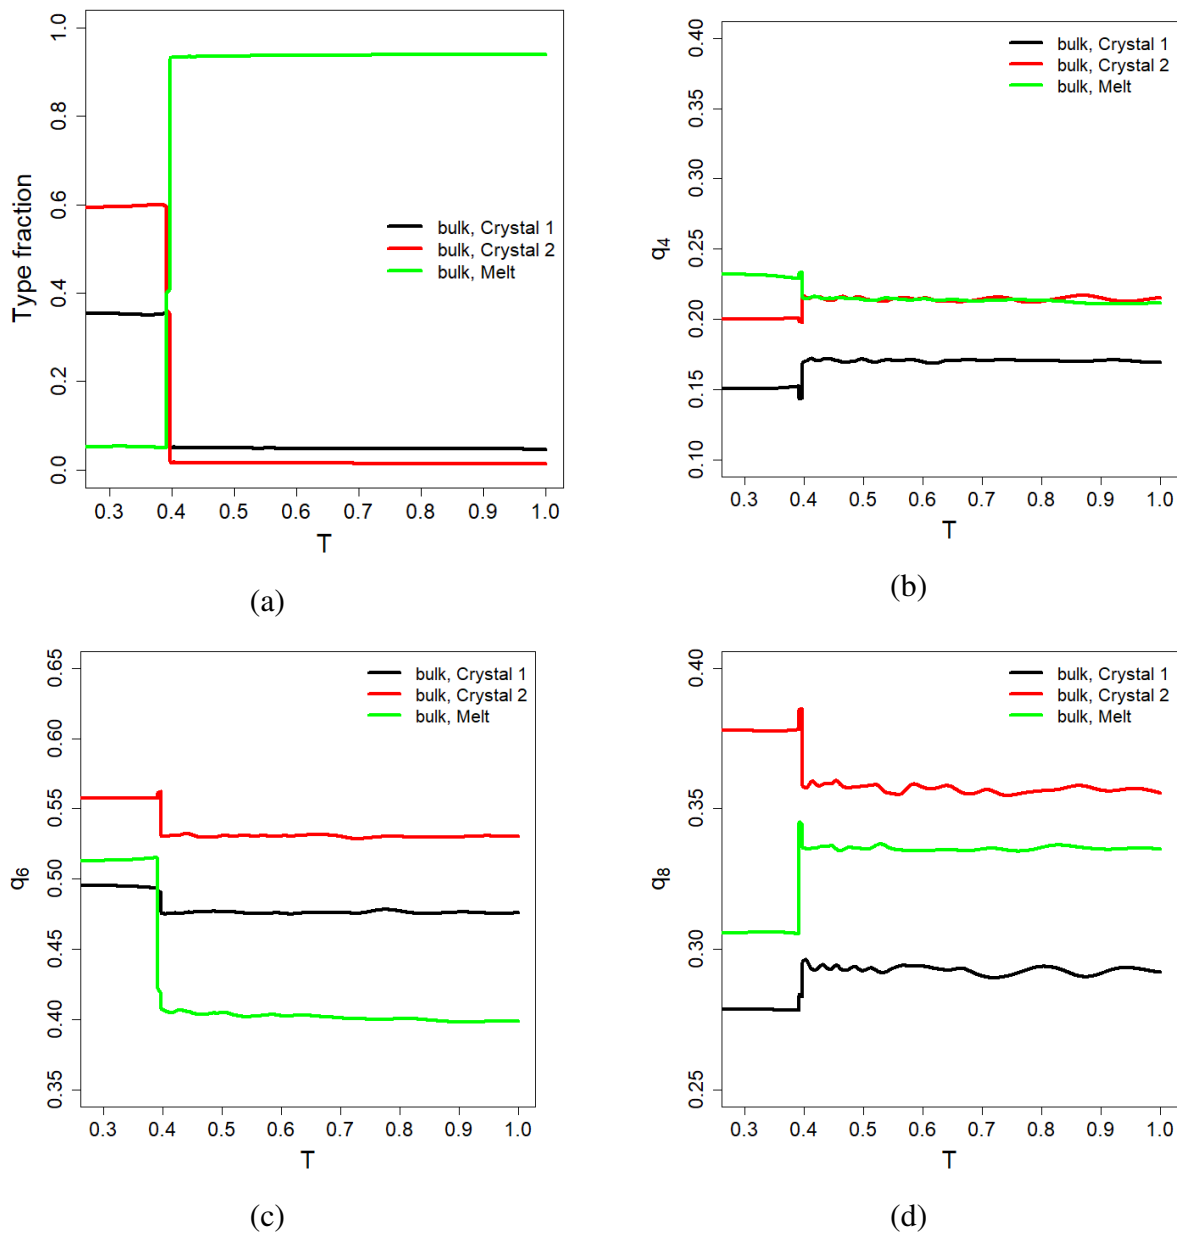 1.0
0.8
0.6
0.4
0.2
0.0
Type fraction
bulk, Crystal 1
bulk, Crystal 2
bulk, Melt
0.3 0.4 0.5 0.6 0.7 0.8 0.9 1.0
T
(a)
0.40
0.35
0.30
0.25
0.20
0.15
0.10
q4
bulk, Crystal 1
bulk, Crystal 2
bulk, Melt
0.3 0.4 0.5 0.6 0.7 0.8 0.9 1.0
T
(b)
0.65
0.60
0.55
0.50
0.45
0.40
0.35
q6
bulk, Crystal 1
bulk, Crystal 2
bulk, Melt
0.3 0.4 0.5 0.6 0.7 0.8 0.9 1.0
T
(c)
0.40
0.35
0.30
0.25
q8
bulk, Crystal 1
bulk, Crystal 2
bulk, Melt
0.3 0.4 0.5 0.6 0.7 0.8 0.9 1.0
T
(d)